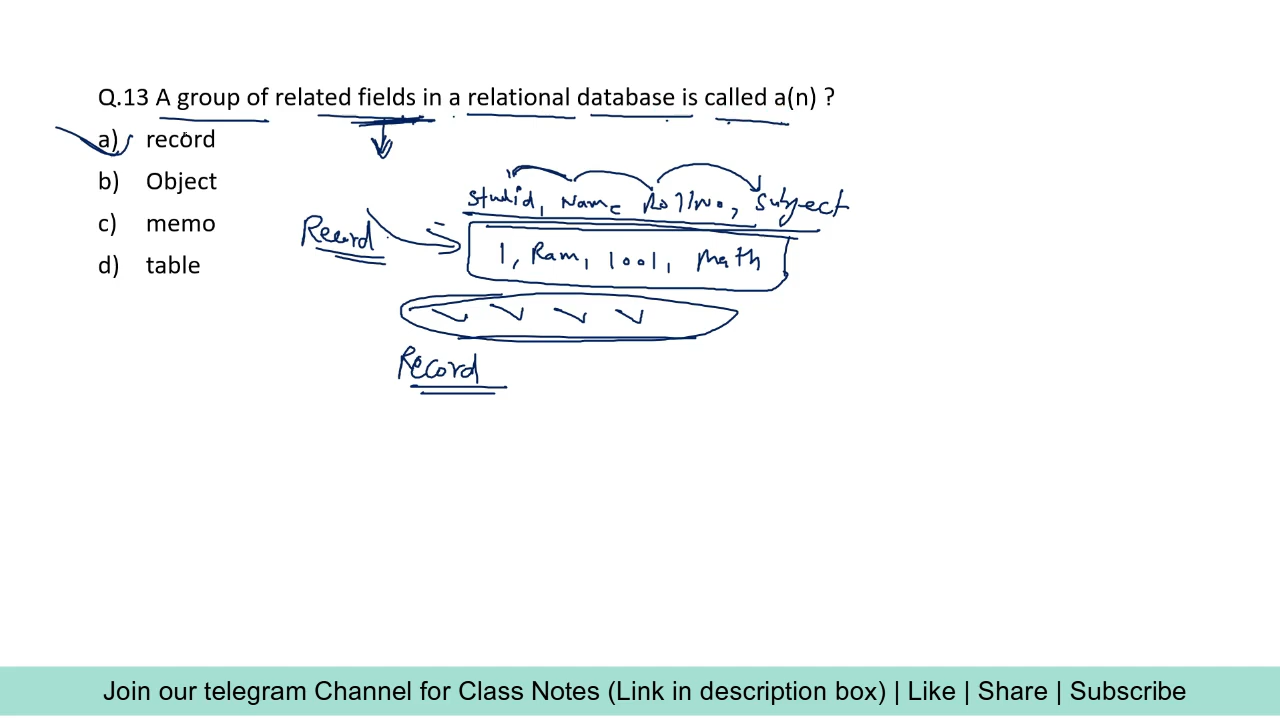 Q.13 A group of related fields in a relational database is called a(n) ?
a) record
b) Object
c) memo
d) table
Studid, Name Rollno, Subject
Record
1, Ram, 1001, Math
Record
Join our telegram Channel for Class Notes (Link in description box) | Like | Share | Subscribe